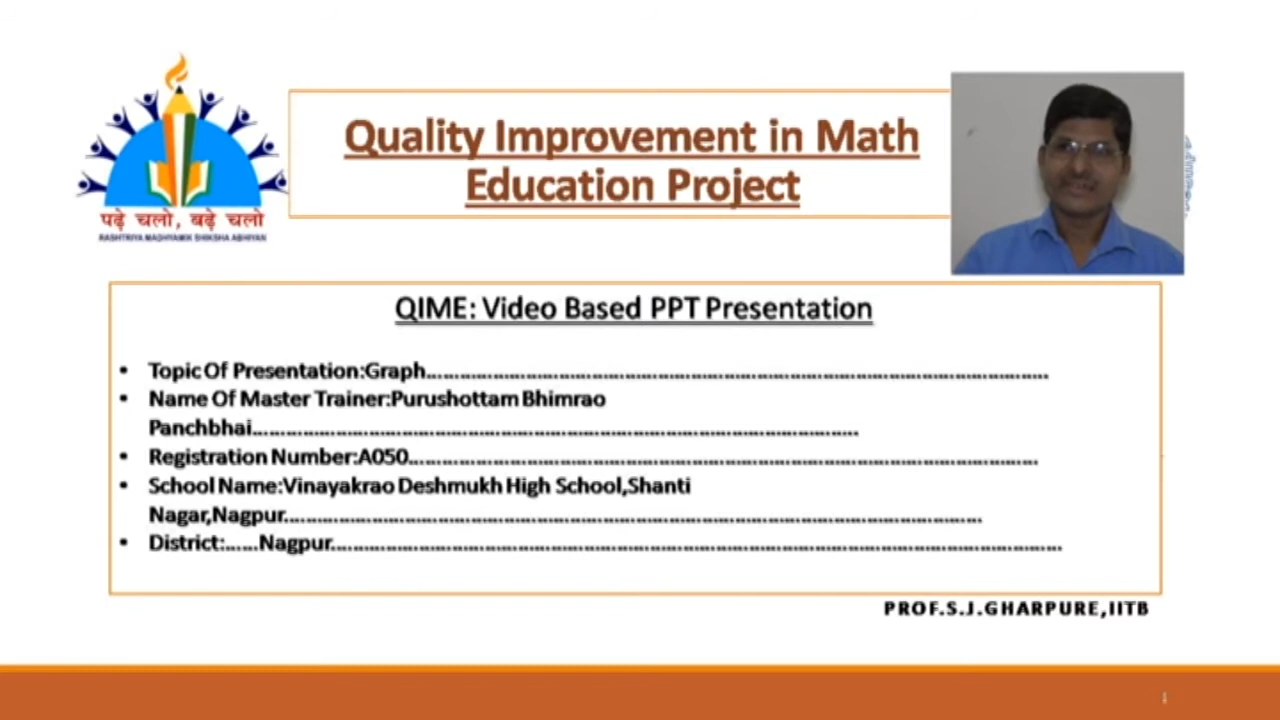 पढ़े चलो, बढ़े चलो
RASHTRIYA MADHYAMIK SHIKSHA ABHIYAN
Quality Improvement in Math
Education Project
QIME: Video Based PPT Presentation
• Topic Of Presentation:Graph............................................................................................................
• Name Of Master Trainer:Purushottam Bhimrao
Panchbhai.........................................................................................................
• Registration Number:A050.............................................................................................................
• School Name:Vinayakrao Deshmukh High School,Shanti
Nagar,Nagpur.........................................................................................................................
• District:......Nagpur...............................................................................................................................
PROF.S.J.GHARPURE,IITB
1